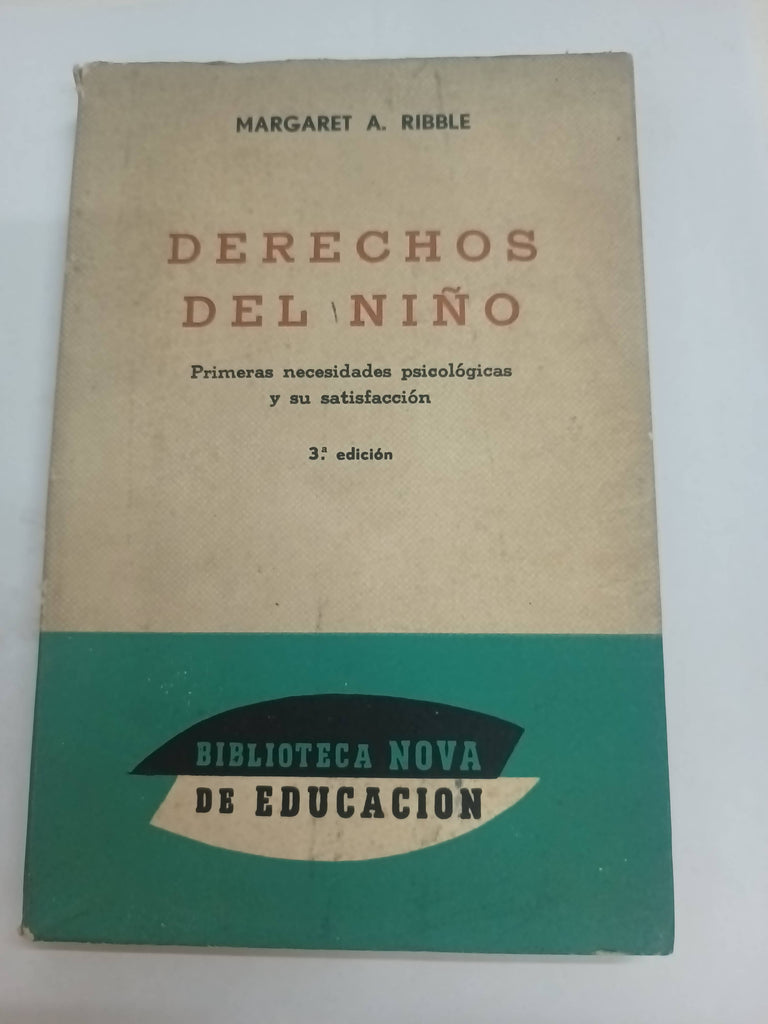 MARGARET A. RIBBLE
DERECHOS
DEL NIÑO
Primeras necesidades psicológicas
y su satisfacción
3.ª edición
BIBLIOTECA NOVA
DE EDUCACION